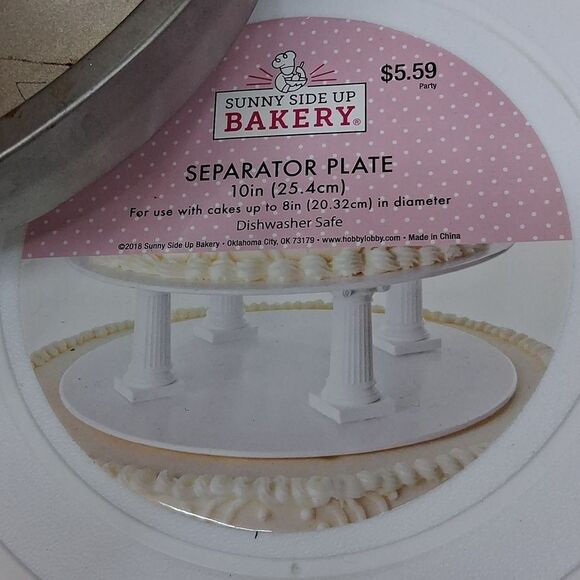 SUNNY SIDE UP
BAKERY®
$5.59
Party
SEPARATOR PLATE
10in (25.4cm)
For use with cakes up to 8in (20.32cm) in diameter
Dishwasher Safe
©2018 Sunny Side Up Bakery • Oklahoma City, OK 73179 • www.hobbylobby.com • Made in China